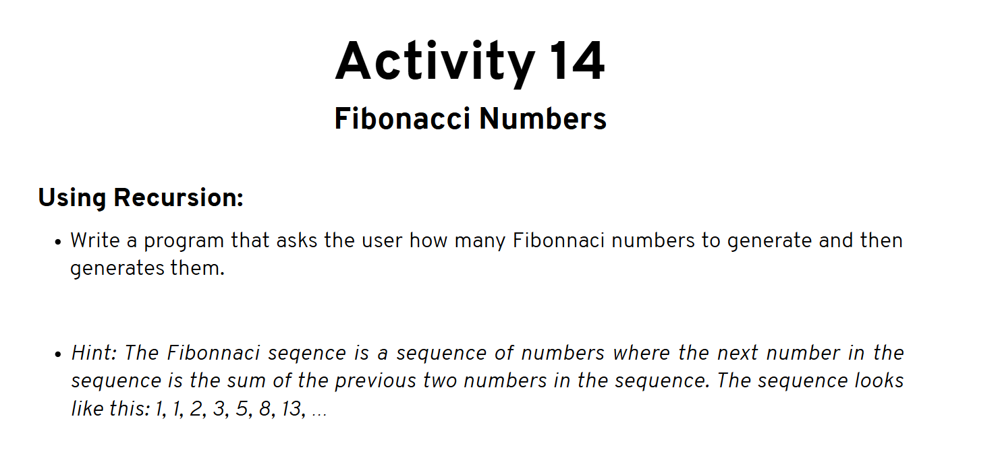 Activity 14
Fibonacci Numbers
Using Recursion:
• Write a program that asks the user how many Fibonnaci numbers to generate and then
generates them.
• Hint: The Fibonnaci seqence is a sequence of numbers where the next number in the
sequence is the sum of the previous two numbers in the sequence. The sequence looks
like this: 1, 1, 2, 3, 5, 8, 13, ...